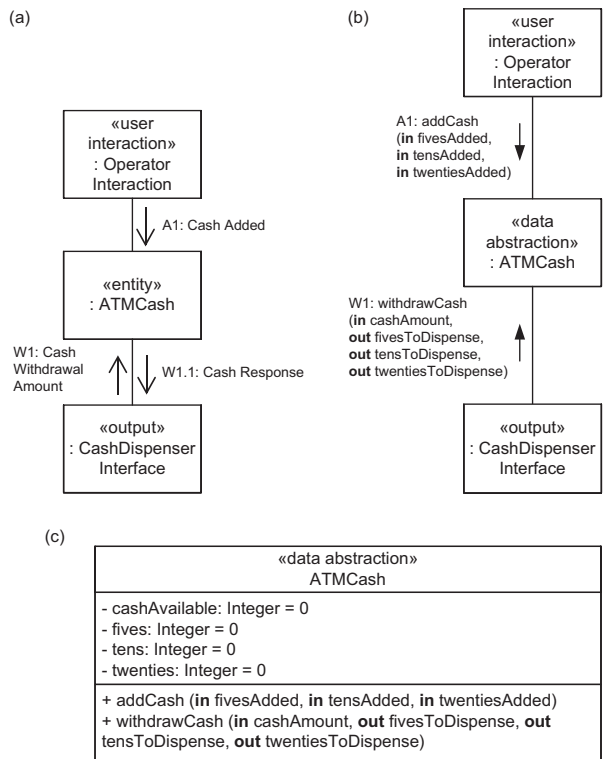 (a)
«user
interaction»
: Operator
Interaction
A1: Cash Added
«entity»
: ATMCash
W1: Cash
Withdrawal
Amount
W1.1: Cash Response
«output»
: CashDispenser
Interface
(b)
«user
interaction»
: Operator
Interaction
A1: addCash
(in fivesAdded,
in tensAdded,
in twentiesAdded)
«data
abstraction»
: ATMCash
W1: withdrawCash
(in cashAmount,
out fivesToDispense,
out tensToDispense,
out twentiesToDispense)
«output»
: CashDispenser
Interface
(c)
«data abstraction»
ATMCash
- cashAvailable: Integer = 0
- fives: Integer = 0
- tens: Integer = 0
- twenties: Integer = 0
+ addCash (in fivesAdded, in tensAdded, in twentiesAdded)
+ withdrawCash (in cashAmount, out fivesToDispense, out
tensToDispense, out twentiesToDispense)